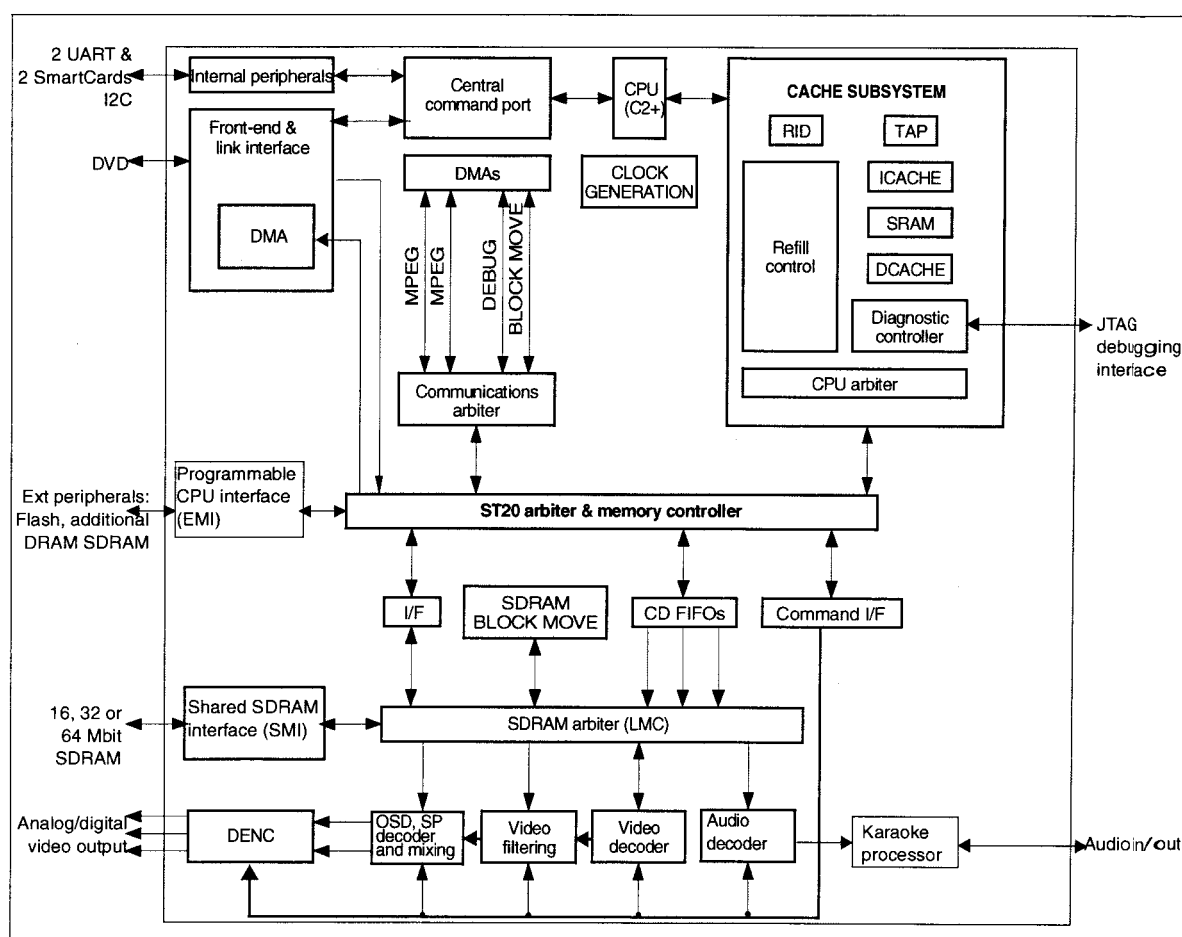 2 UART &
2 SmartCards
I2C
Internal peripherals
Central
command port
CPU
(C2+)
CACHE SUBSYSTEM
RID
TAP
Front-end &
link interface
DVD
DMA
DMAs
CLOCK
GENERATION
ICACHE
SRAM
DCACHE
Refill
control
MPEG
MPEG
DEBUG
BLOCK MOVE
Diagnostic
controller
JTAG
debugging
interface
CPU arbiter
Communications
arbiter
Ext peripherals:
Flash, additional
DRAM SDRAM
Programmable
CPU interface
(EMI)
ST20 arbiter & memory controller
I/F
SDRAM
BLOCK MOVE
CD FIFOs
Command I/F
16, 32 or
64 Mbit
SDRAM
Shared SDRAM
interface (SMI)
SDRAM arbiter (LMC)
Analog/digital
video output
DENC
OSD, SP
decoder
and mixing
Video
filtering
Video
decoder
Audio
decoder
Karaoke
processor
Audio in/out